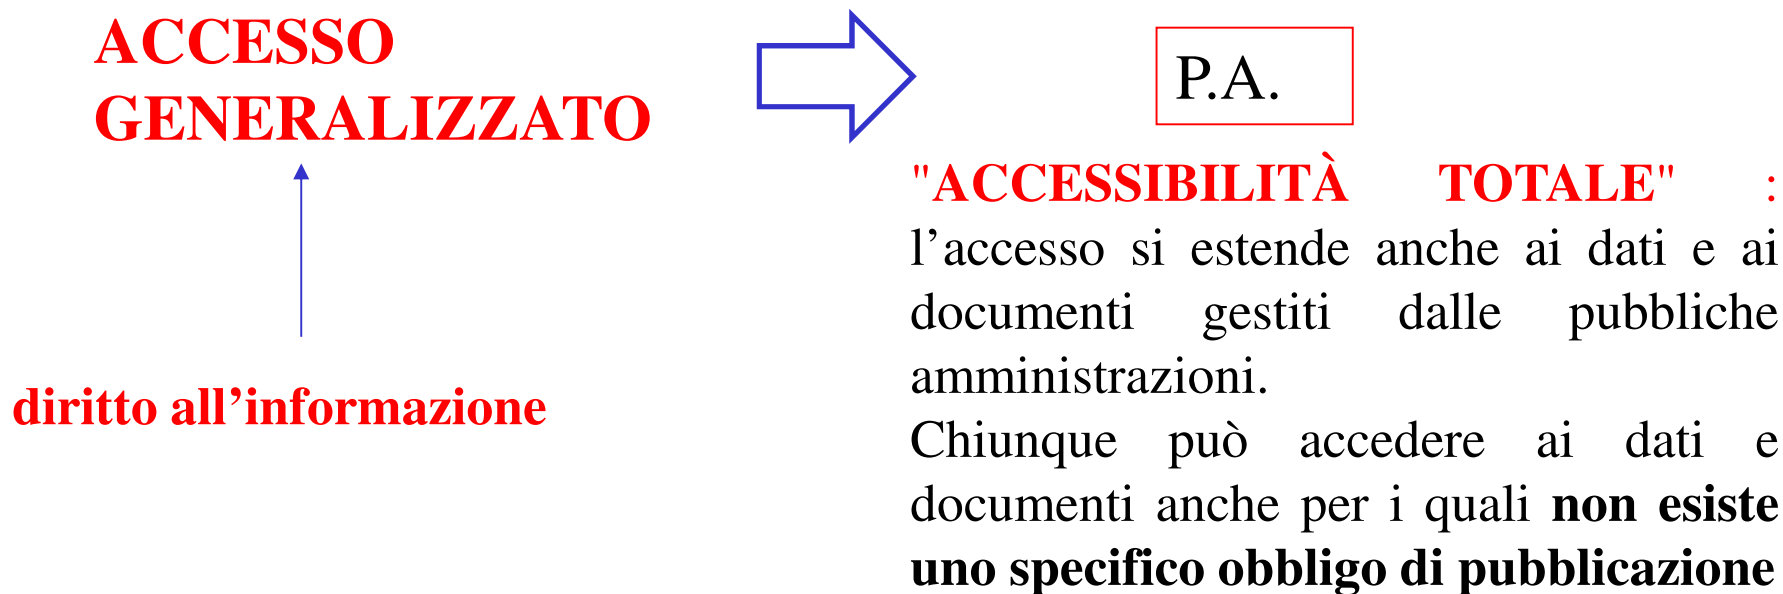 ACCESSO
GENERALIZZATO
diritto all’informazione
P.A.
"ACCESSIBILITÀ TOTALE" :
l’accesso si estende anche ai dati e ai
documenti gestiti dalle pubbliche
amministrazioni.
Chiunque può accedere ai dati e
documenti anche per i quali non esiste
uno specifico obbligo di pubblicazione